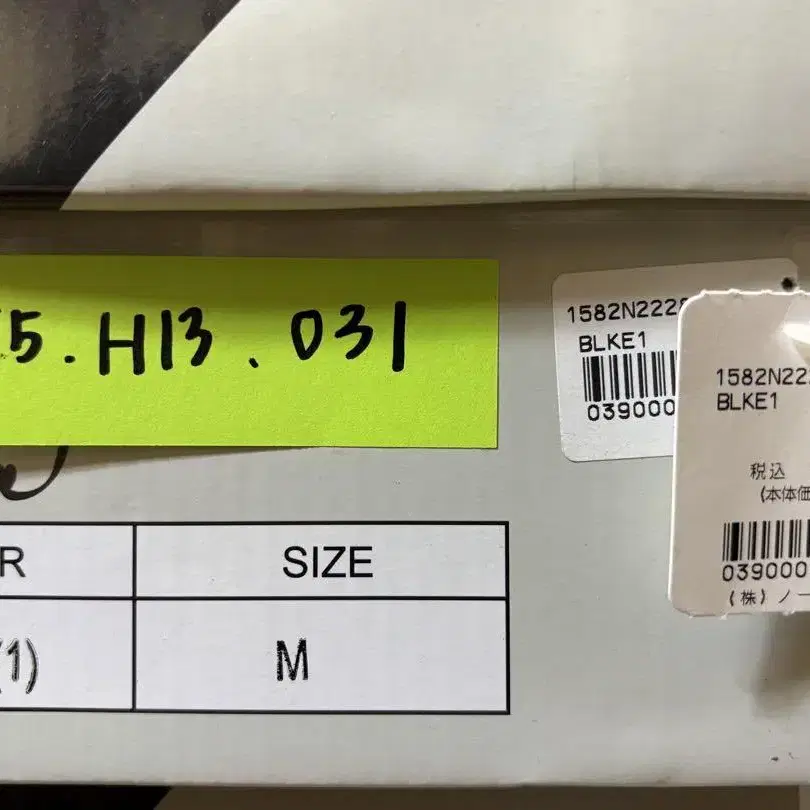 5.H13.031
1582N222
BLKE1
039000
1582N22
BLKE1
税込
(本体価
039000
(株)ノー
R SIZE
(1) M